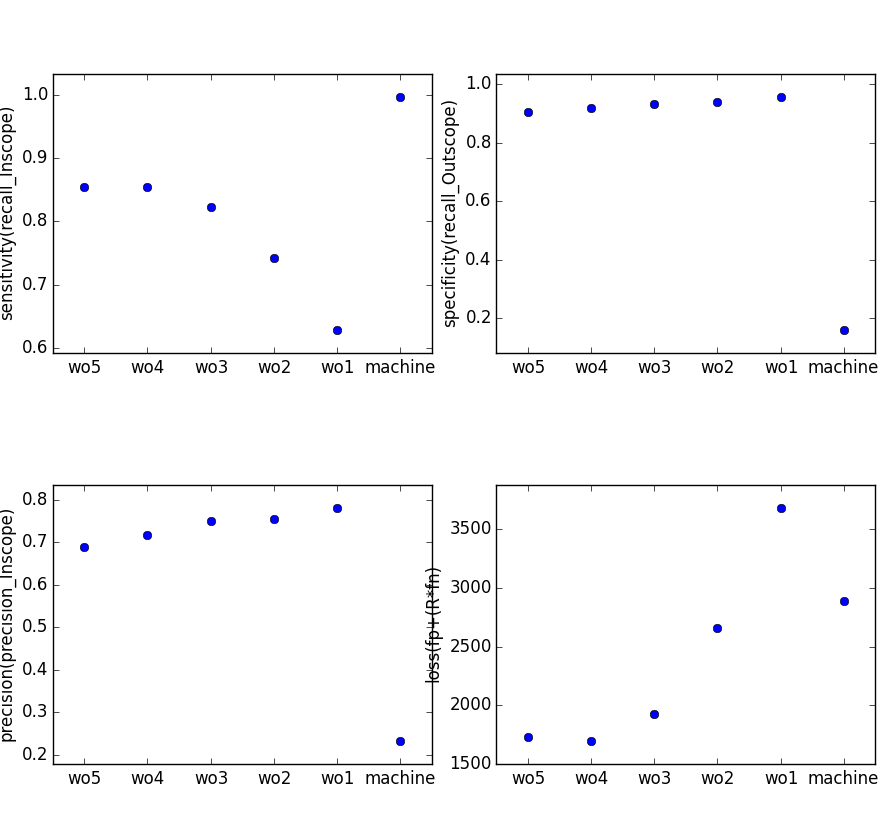 sensitivity(recall_Inscope)
1.0
0.9
0.8
0.7
0.6
wo5 wo4 wo3 wo2 wo1 machine
specificity(recall_Outscope)
1.0
0.8
0.6
0.4
0.2
wo5 wo4 wo3 wo2 wo1 machine
precision(precision_Inscope)
0.8
0.7
0.6
0.5
0.4
0.3
0.2
wo5 wo4 wo3 wo2 wo1 machine
loss(fp+(R*fn)
3500
3000
2500
2000
1500
wo5 wo4 wo3 wo2 wo1 machine